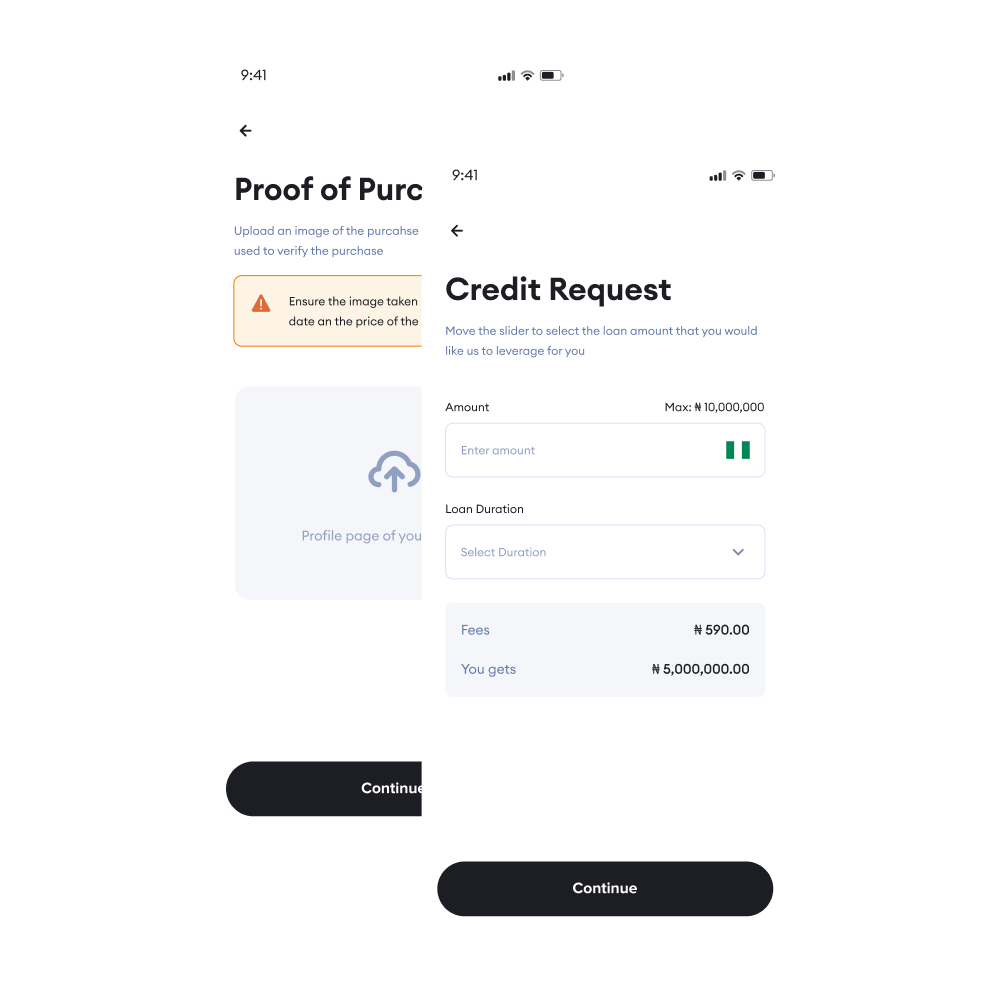 9:41
Proof of Purc
Upload an image of the purcahse
used to verify the purchase
Ensure the image taken
date an the price of the
Profile page of you
Continue
9:41
Credit Request
Move the slider to select the loan amount that you would
like us to leverage for you
Amount Max: ₦ 10,000,000
Enter amount
Loan Duration
Select Duration
Fees ₦ 590.00
You gets ₦ 5,000,000.00
Continue